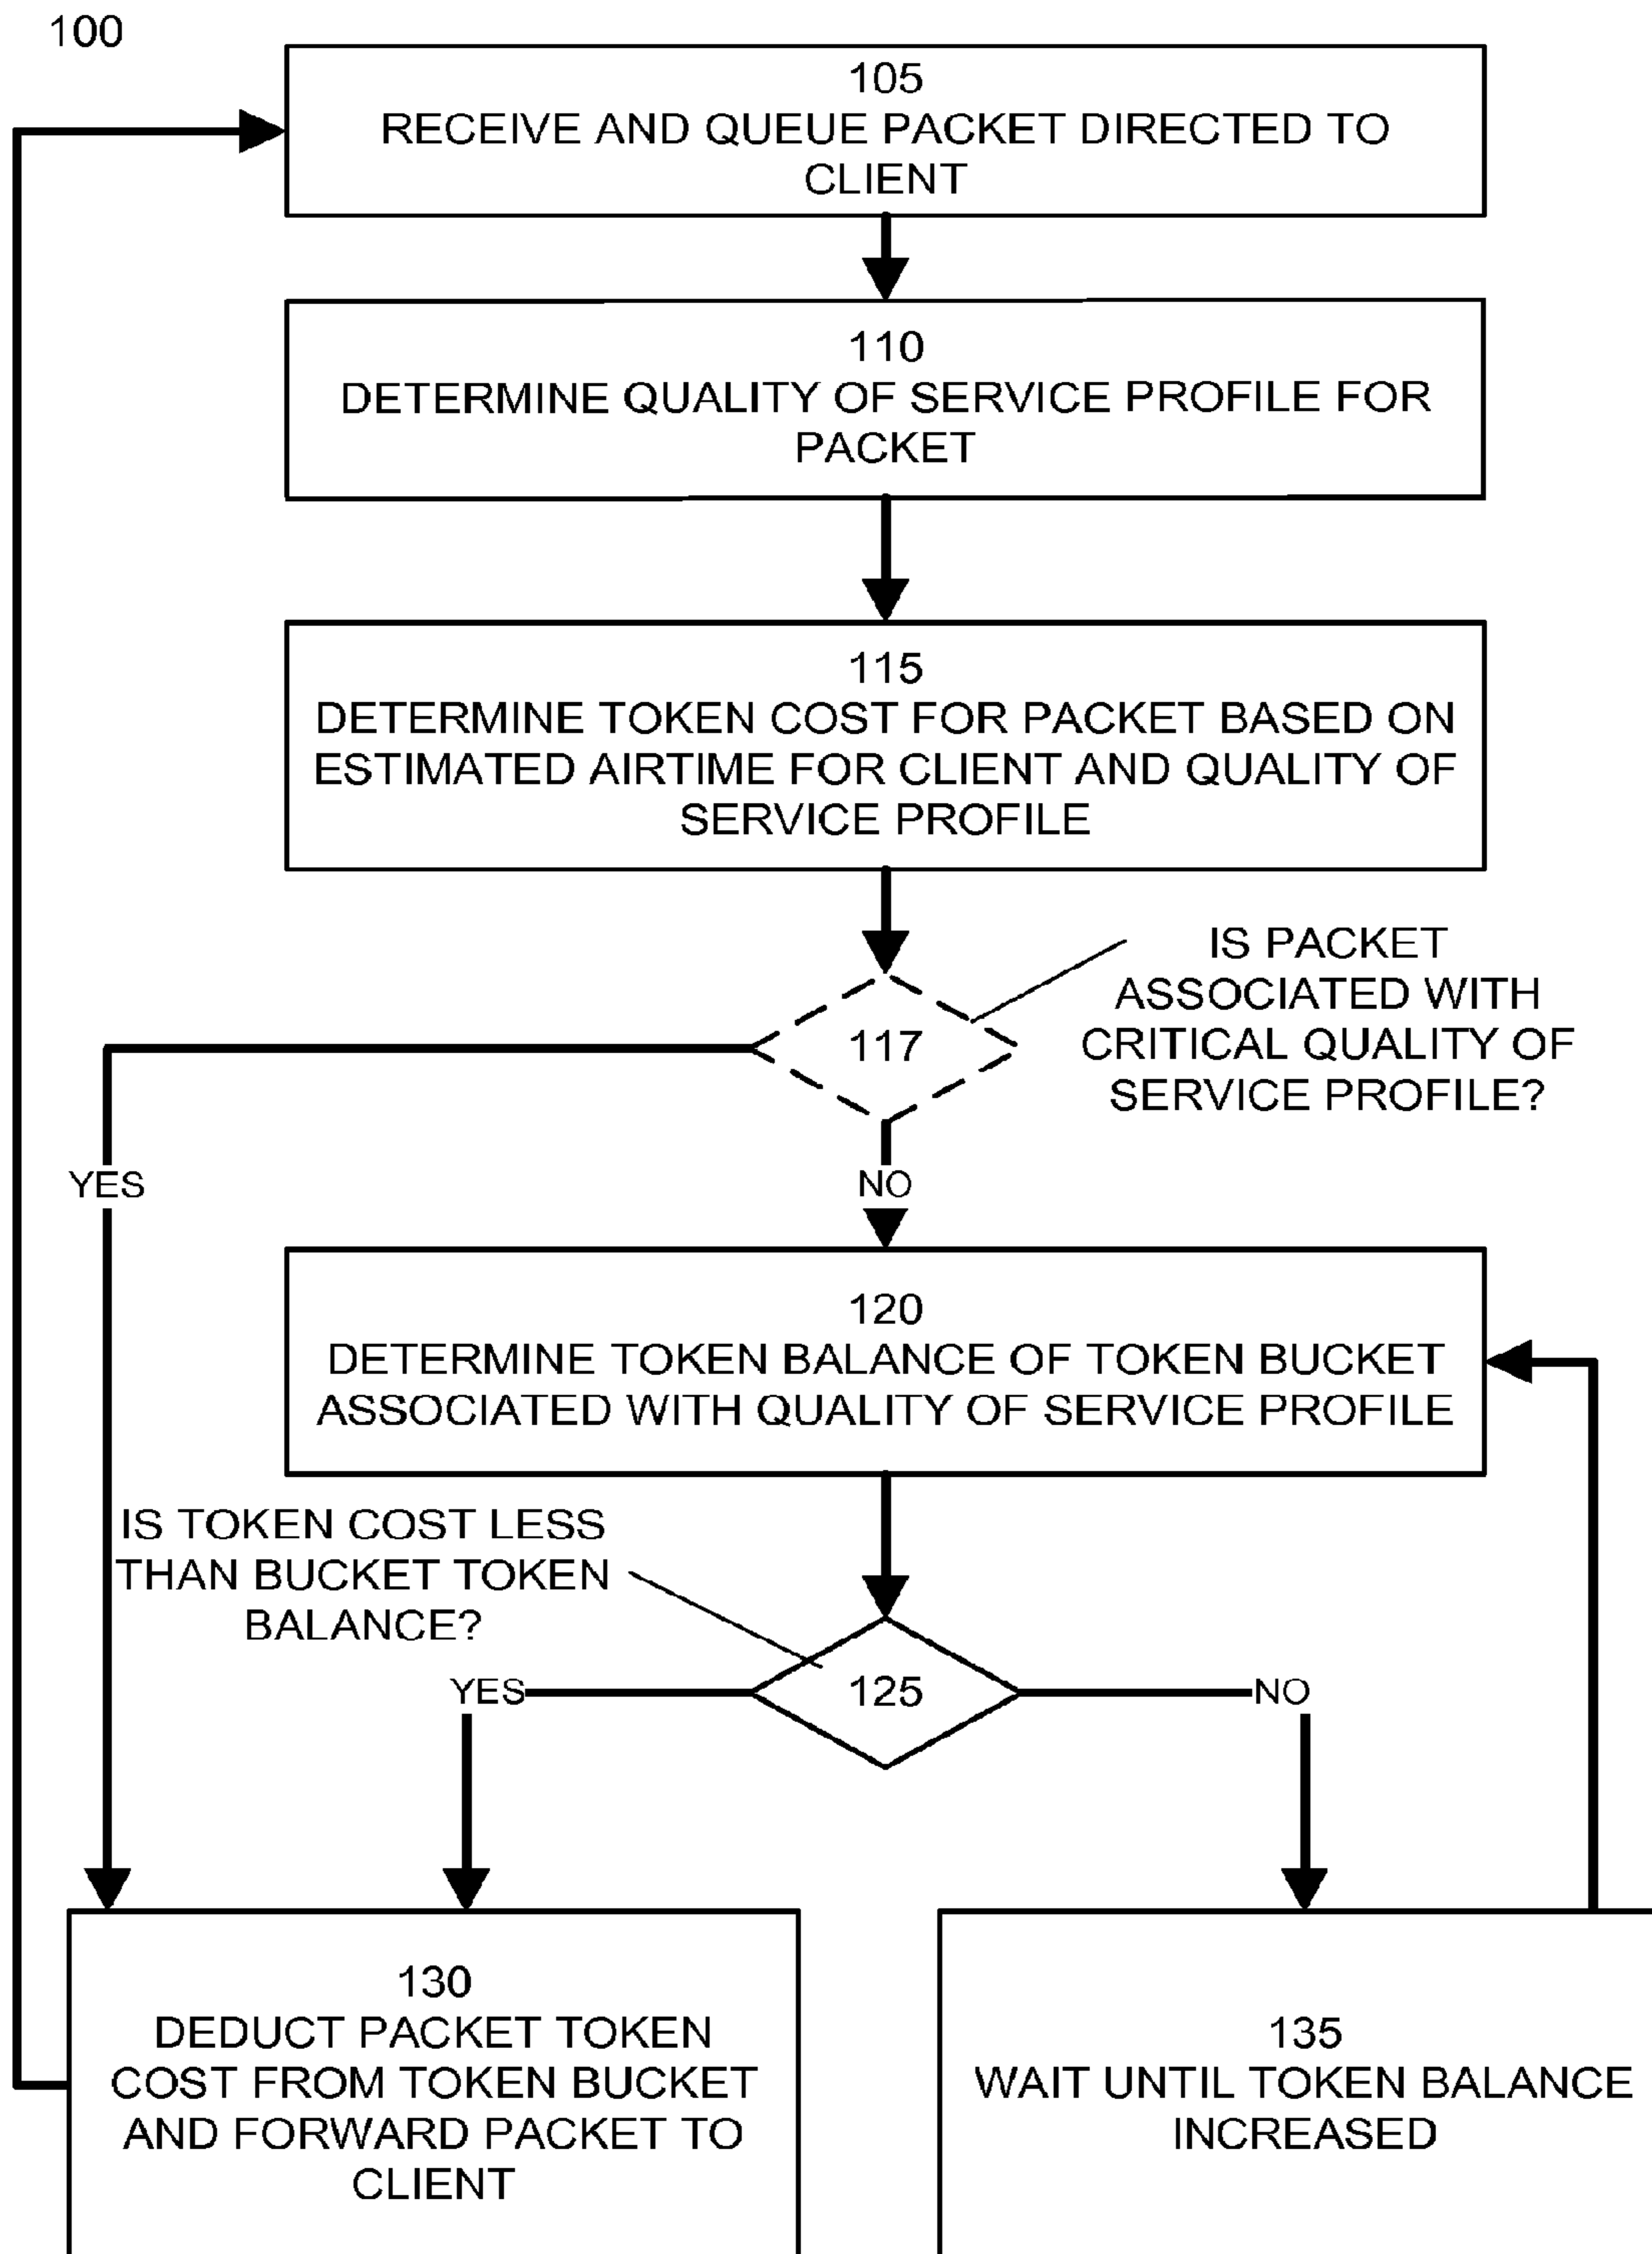 100
105
RECEIVE AND QUEUE PACKET DIRECTED TO
CLIENT
110
DETERMINE QUALITY OF SERVICE PROFILE FOR
PACKET
115
DETERMINE TOKEN COST FOR PACKET BASED ON
ESTIMATED AIRTIME FOR CLIENT AND QUALITY OF
SERVICE PROFILE
IS PACKET
ASSOCIATED WITH
CRITICAL QUALITY OF
SERVICE PROFILE?
117
YES
NO
120
DETERMINE TOKEN BALANCE OF TOKEN BUCKET
ASSOCIATED WITH QUALITY OF SERVICE PROFILE
IS TOKEN COST LESS
THAN BUCKET TOKEN
BALANCE?
YES
125
NO
130
DEDUCT PACKET TOKEN
COST FROM TOKEN BUCKET
AND FORWARD PACKET TO
CLIENT
135
WAIT UNTIL TOKEN BALANCE
INCREASED